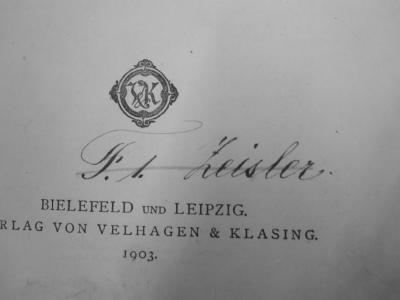 V&K
F. 1. Zeisler.
BIELEFELD UND LEIPZIG.
RLAG VON VELHAGEN & KLASING.
1903.